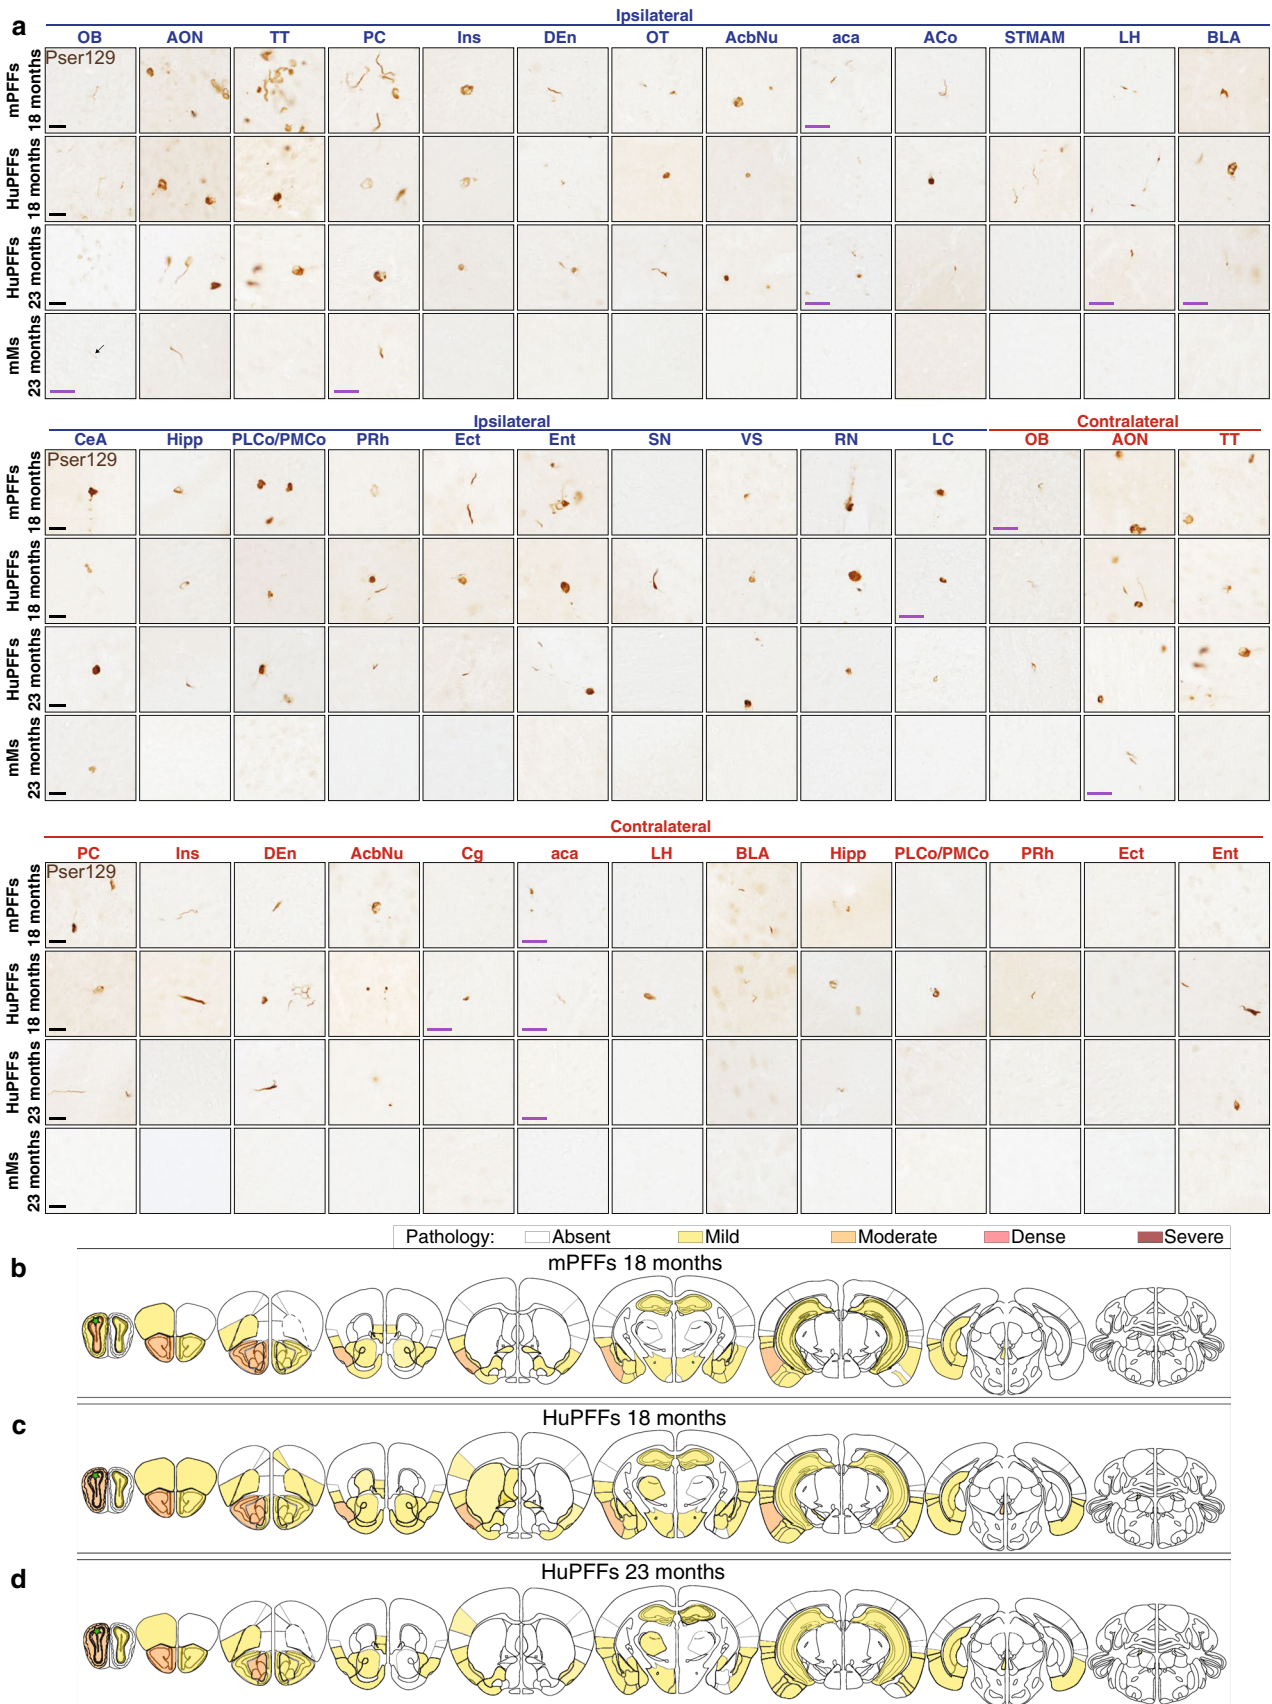 a
Ipsilateral
OB AON TT PC Ins DEn OT AcbNu aca ACo STMAM LH BLA
Pser129
mPFFs
18 months
HuPFFs
18 months
HuPFFs
23 months
mMs
23 months
Ipsilateral Contralateral
CeA Hipp PLCo/PMCo PRh Ect Ent SN VS RN LC OB AON TT
Pser129
mPFFs
18 months
HuPFFs
18 months
HuPFFs
23 months
mMs
23 months
Contralateral
PC Ins DEn AcbNu Cg aca LH BLA Hipp PLCo/PMCo PRh Ect Ent
Pser129
mPFFs
18 months
HuPFFs
18 months
HuPFFs
23 months
mMs
23 months
Pathology: Absent Mild Moderate Dense Severe
b
mPFFs 18 months
c
HuPFFs 18 months
d
HuPFFs 23 months